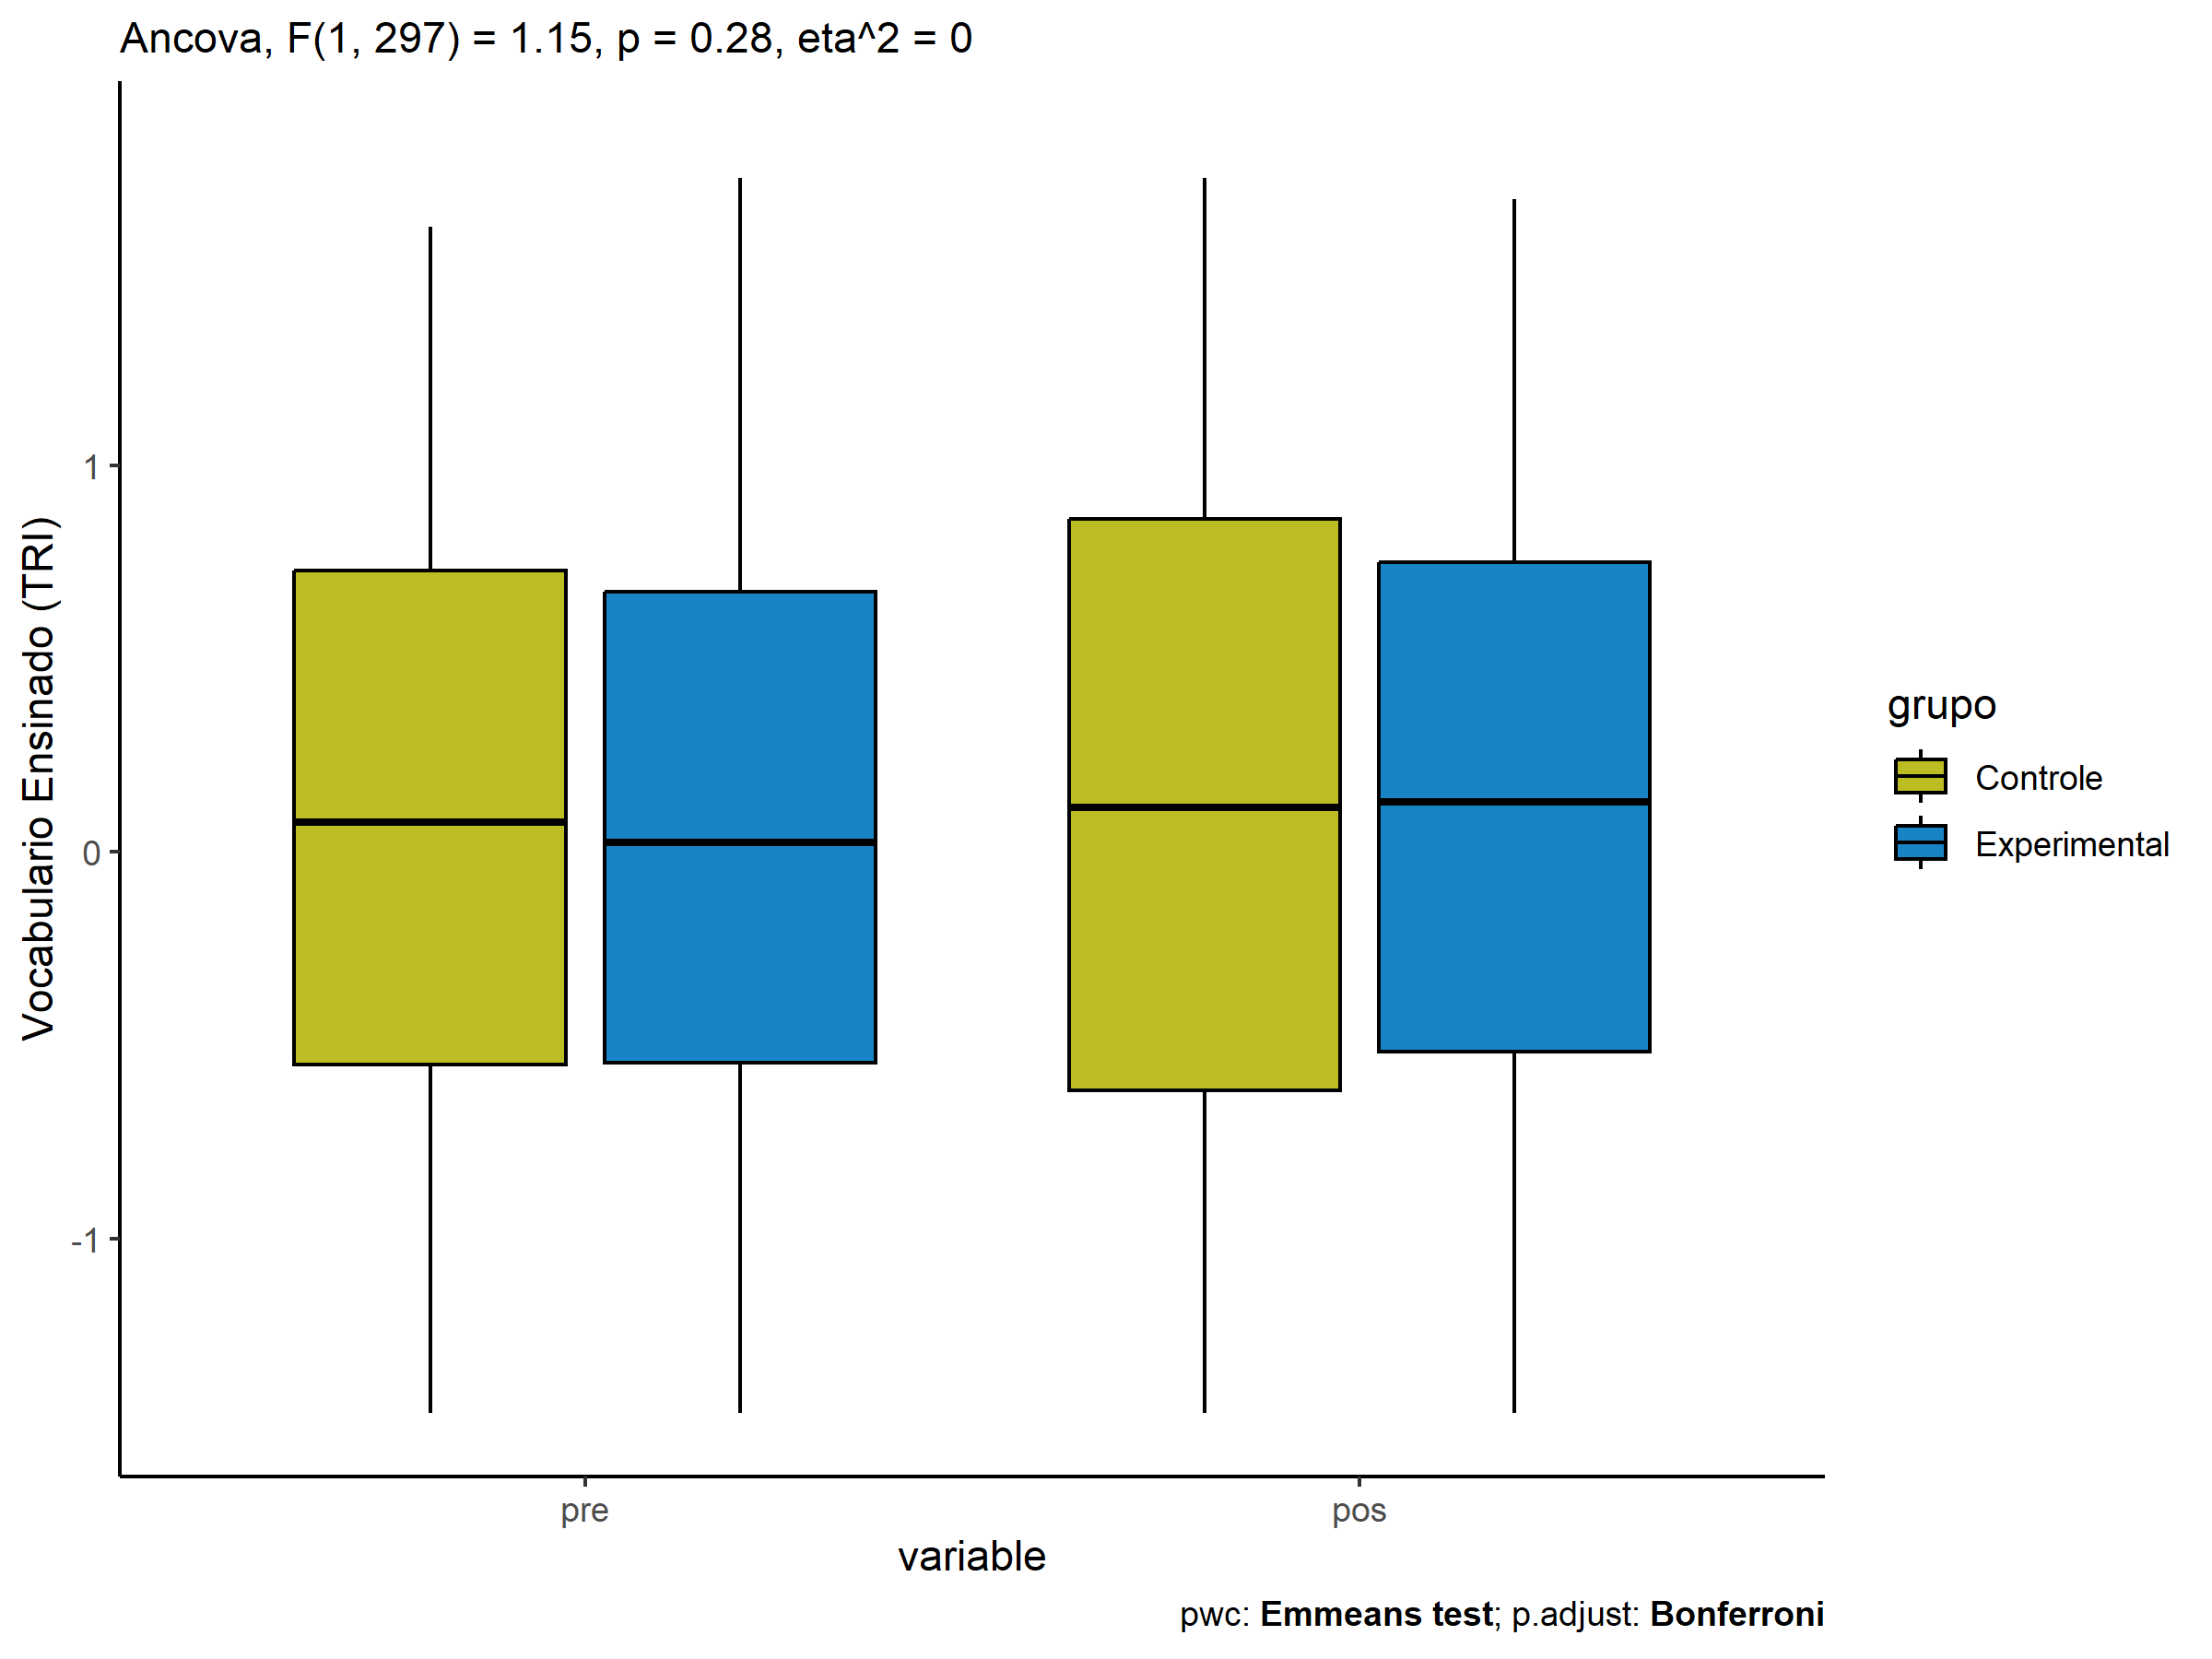 Ancova, F(1, 297) = 1.15, p = 0.28, eta^2 = 0
Vocabulario Ensinado (TRI)
1
0
-1
pre
pos
variable
grupo
Controle
Experimental
pwc: Emmeans test; p.adjust: Bonferroni